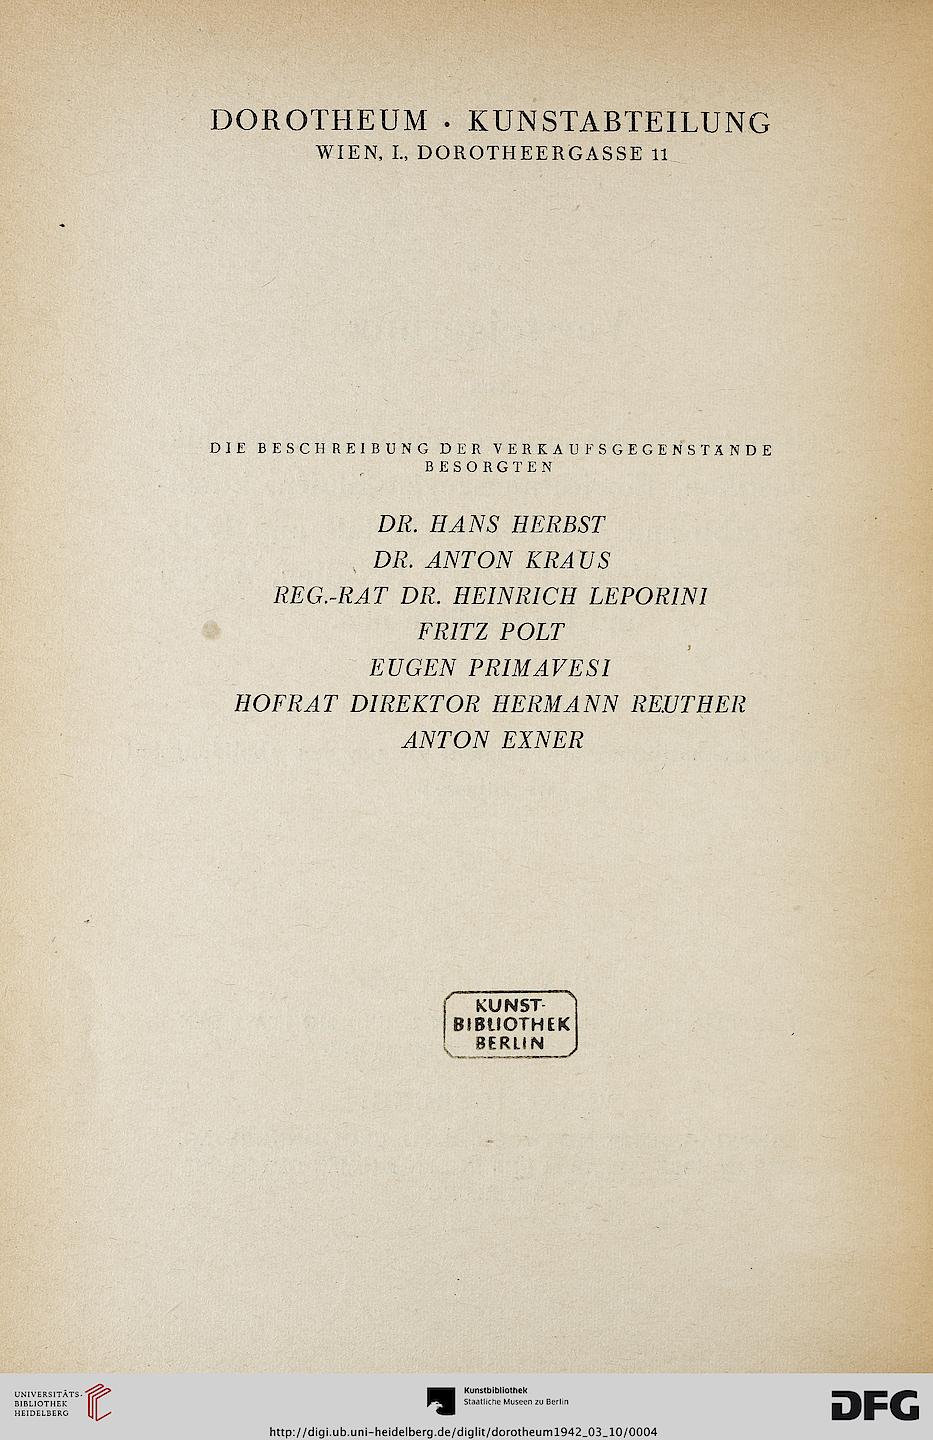 DOROTHEUM · KUNSTABTEILUNG
WIEN, I., DOROTHEERGASSE 11
DIE BESCHREIBUNG DER VERKAUFSGEGENSTÄNDE
BESORGTEN
DR. HANS HERBST
DR. ANTON KRAUS
REG.-RAT DR. HEINRICH LEPORINI
FRITZ POLT
EUGEN PRIMAVESI
HOFRAT DIREKTOR HERMANN REUTHER
ANTON EXNER
KUNST-
BIBLIOTHEK
BERLIN
UNIVERSITÄTS-
BIBLIOTHEK
HEIDELBERG
Kunstbibliothek
Staatliche Museen zu Berlin
DFG
http://digi.ub.uni-heidelberg.de/diglit/dorotheum1942_03_10/0004